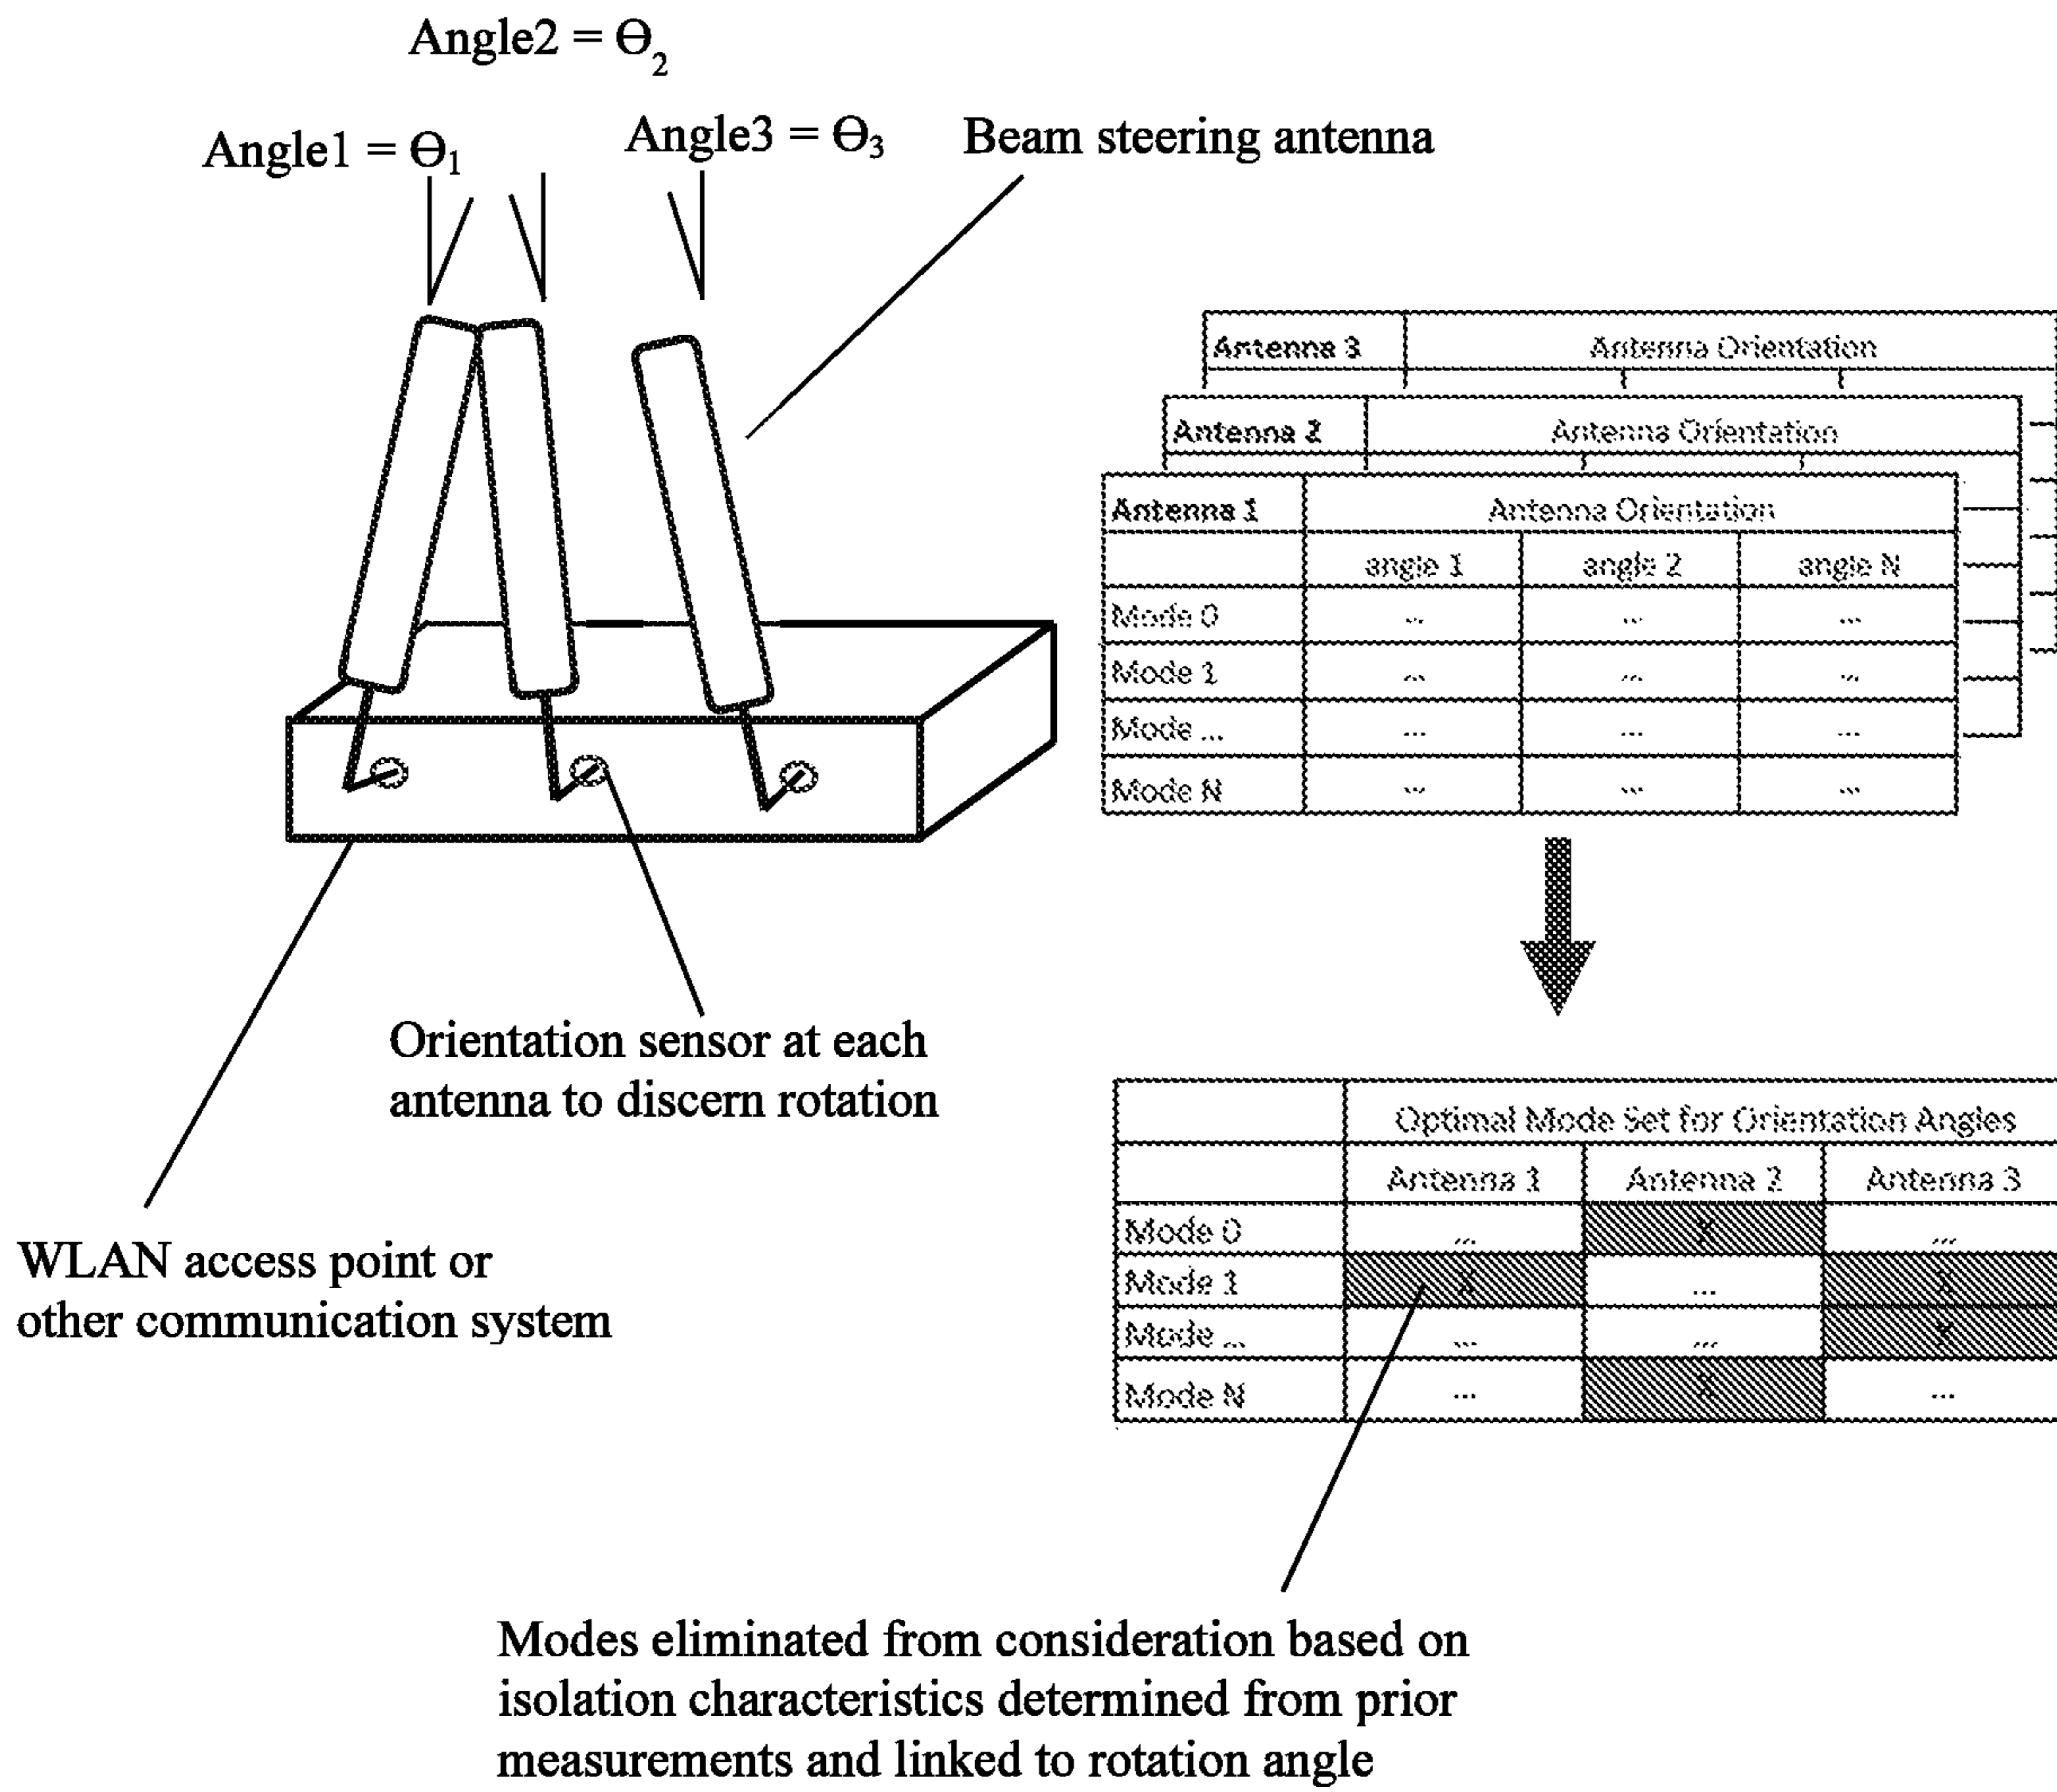 Angle2 = Θ₂
Angle1 = Θ₁
Angle3 = Θ₃
Beam steering antenna
Antenna 3 Antenna Orientation
Antenna 2 Antenna Orientation
Antenna 1 Antenna Orientation
angle 1 angle 2 angle N
Mode 0 ... ... ...
Mode 1 ... ... ...
Mode ... ... ... ...
Mode N ... ... ...
Orientation sensor at each
antenna to discern rotation
WLAN access point or
other communication system
Optimal Mode Set for Orientation Angles
Antenna 1 Antenna 2 Antenna 3
Mode 0 ... X ...
Mode 1 X ... X
Mode ... ... ... X
Mode N ... X ...
Modes eliminated from consideration based on
isolation characteristics determined from prior
measurements and linked to rotation angle